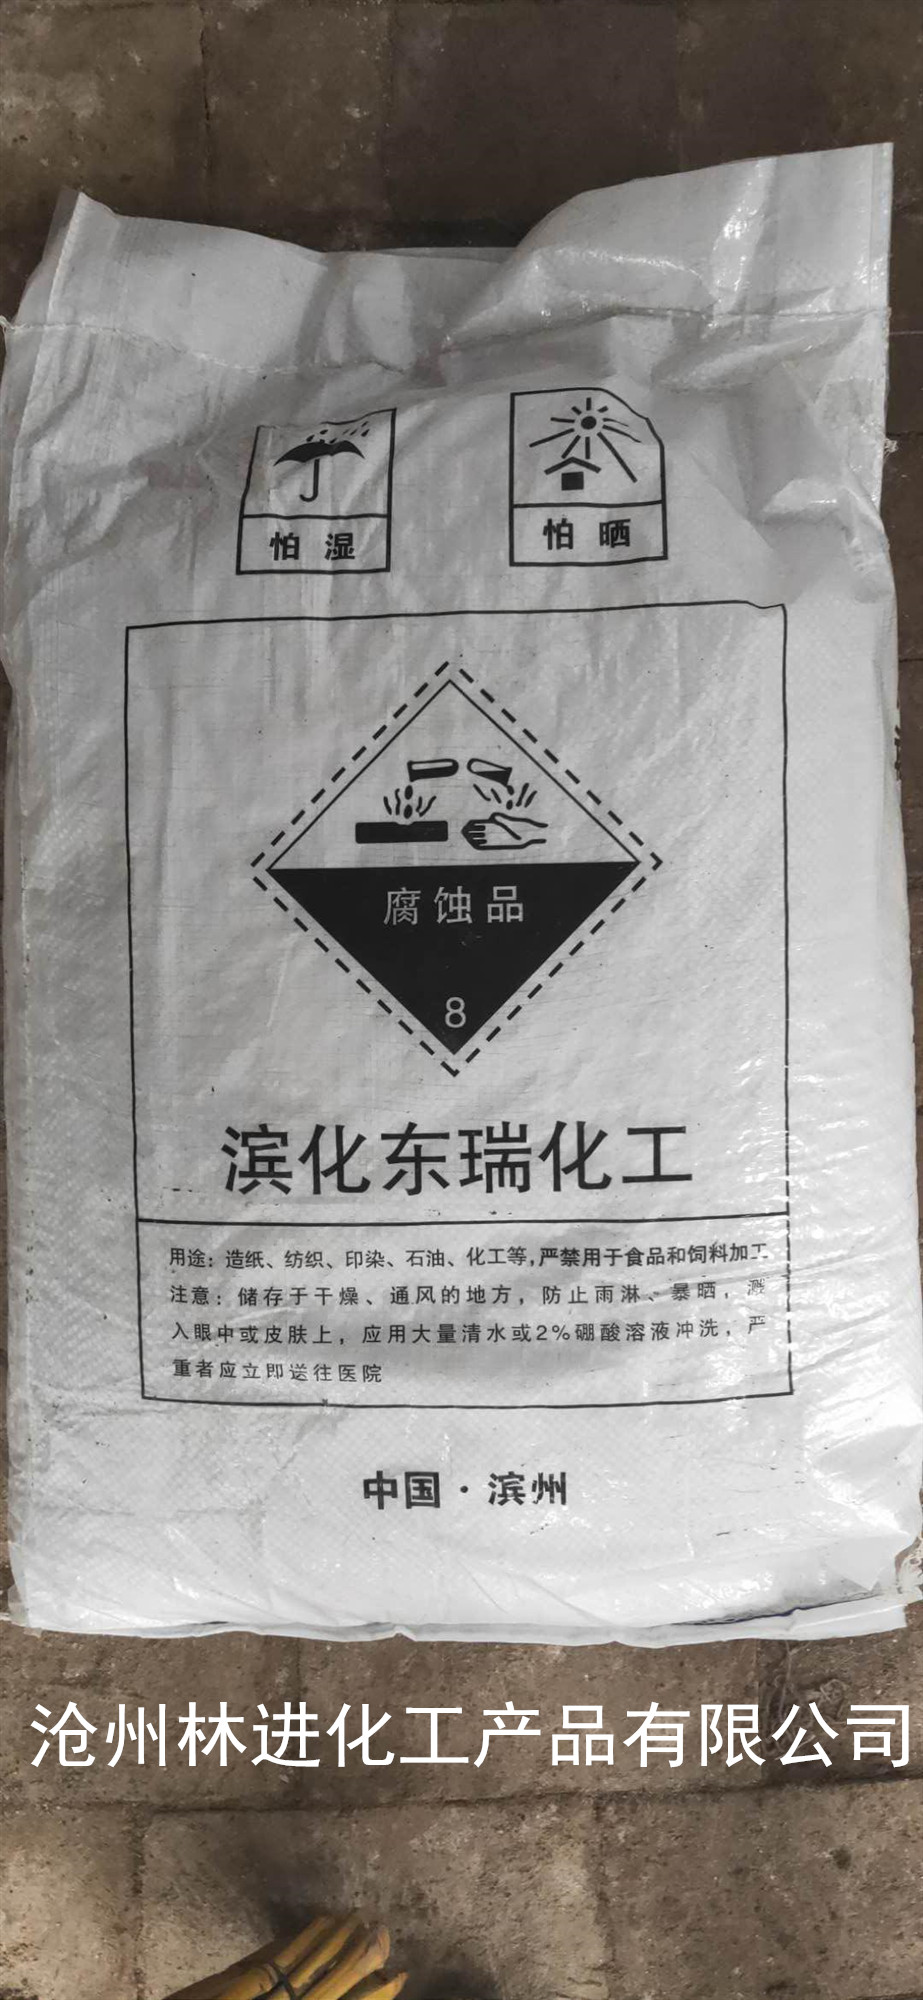 怕湿
怕晒
腐蚀品
8
滨化东瑞化工
用途：造纸、纺织、印染、石油、化工等，严禁用于食品和饲料加工
注意：储存于干燥、通风的地方，防止雨淋、暴晒，溅
入眼中或皮肤上，应用大量清水或2%硼酸溶液冲洗，严
重者应立即送往医院
中国·滨州
沧州林进化工产品有限公司